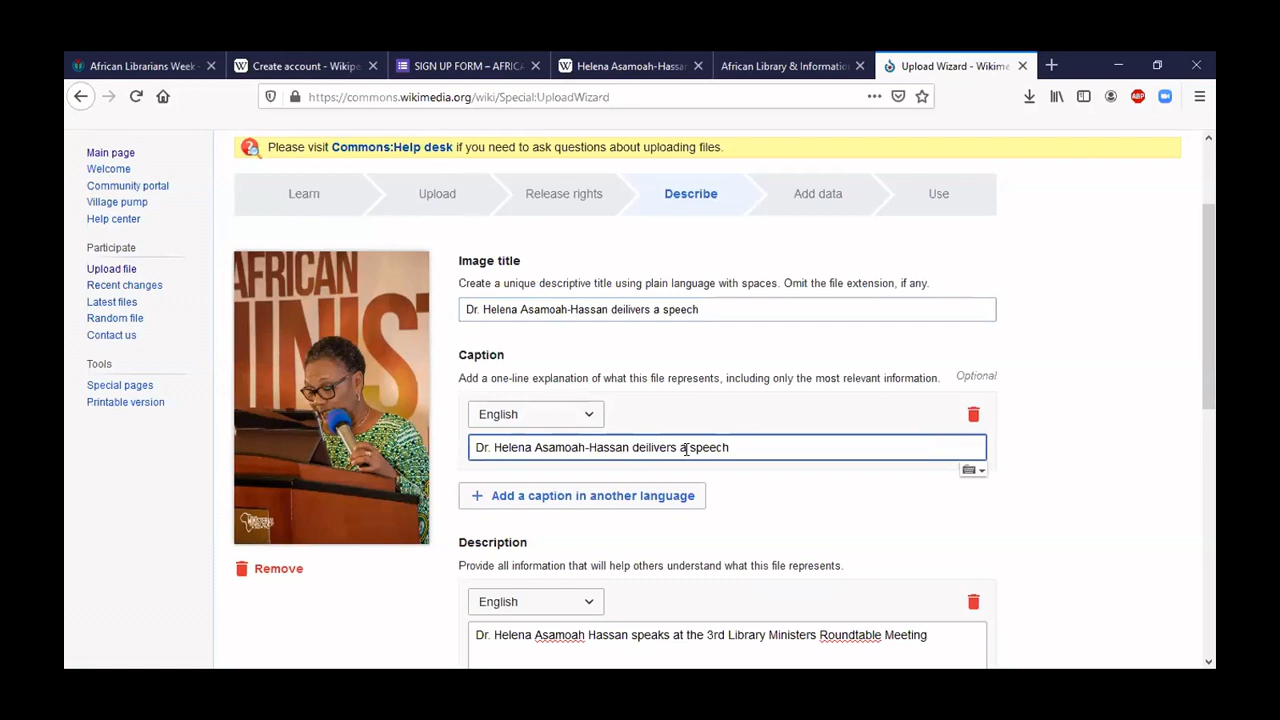 African Librarians Week -
Create account - Wikipe
SIGN UP FORM – AFRICA
Helena Asamoah-Hassa
African Library & Informatio
Upload Wizard - Wikime
https://commons.wikimedia.org/wiki/Special:UploadWizard
ABP
Main page
Welcome
Community portal
Village pump
Help center
Participate
Upload file
Recent changes
Latest files
Random file
Contact us
Tools
Special pages
Printable version
Please visit Commons:Help desk if you need to ask questions about uploading files.
Learn
Upload
Release rights
Describe
Add data
Use
AFRICAN
MINIST
Remove
Image title
Create a unique descriptive title using plain language with spaces. Omit the file extension, if any.
Dr. Helena Asamoah-Hassan deilivers a speech
Caption
Add a one-line explanation of what this file represents, including only the most relevant information.
Optional
English
Dr. Helena Asamoah-Hassan deilivers a speech
Add a caption in another language
Description
Provide all information that will help others understand what this file represents.
English
Dr. Helena Asamoah Hassan speaks at the 3rd Library Ministers Roundtable Meeting